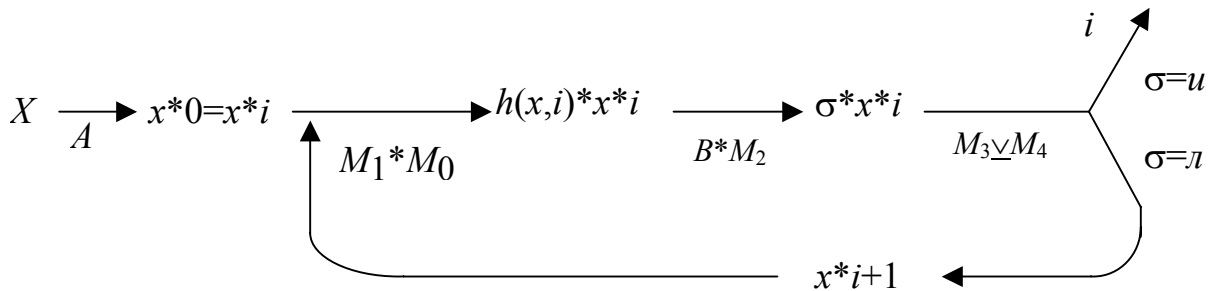 i
σ=и
X
x*0=x*i
h(x,i)*x*i
σ*x*i
A
M₁*M₀
B*M₂
M₃⊻M₄
σ=л
x*i+1